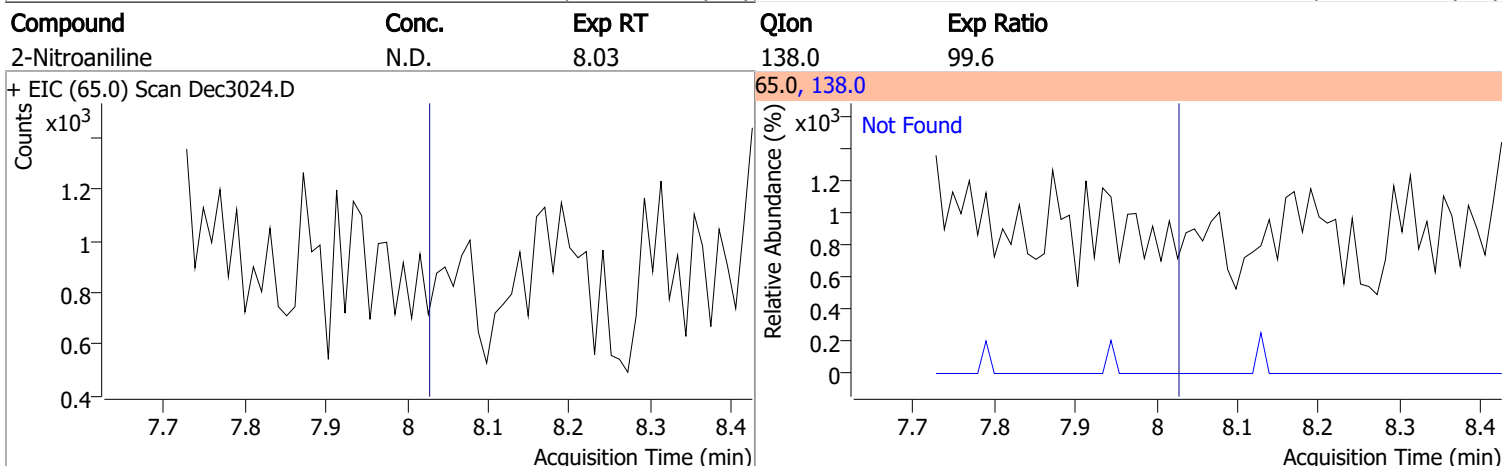 Compound Conc. Exp RT QIon Exp Ratio
2-Nitroaniline N.D. 8.03 138.0 99.6
+ EIC (65.0) Scan Dec3024.D
Counts
x10³
1.2
1
0.8
0.6
0.4
7.7 7.8 7.9 8 8.1 8.2 8.3 8.4
Acquisition Time (min)
65.0, 138.0
Relative Abundance (%)
x10³
Not Found
1.2
1
0.8
0.6
0.4
0.2
0
7.7 7.8 7.9 8 8.1 8.2 8.3 8.4
Acquisition Time (min)